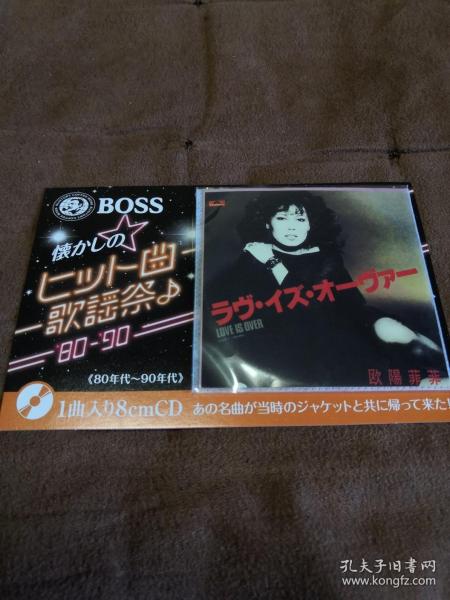 BOSS
懐かしの
ヒット曲
歌謡祭♪
'80-'90
《80年代〜90年代》
1曲入り8cmCD
あの名曲が当時のジャケットと共に帰って来た!
ラヴ・イズ・オーヴァー
LOVE IS OVER
欧陽菲菲
孔夫子旧书网
www.kongfz.com